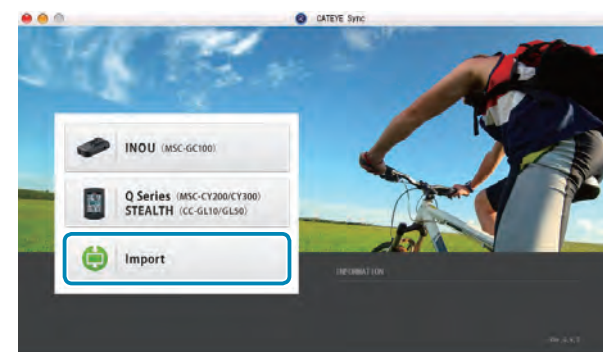 CATEYE Sync
INOU (MSC-GC100)
Q Series (MSC-CY200/CY300)
STEALTH (CC-GL10/GL50)
Import
INFORMATION